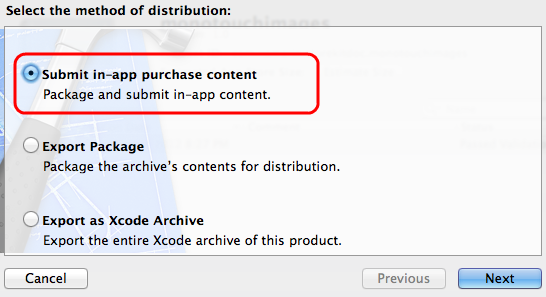 Select the method of distribution:
monotouchimages
Submit in-app purchase content
Package and submit in-app content.
Export Package
Package the archive's contents for distribution.
Export as Xcode Archive
Export the entire Xcode archive of this product.
Cancel
Previous
Next